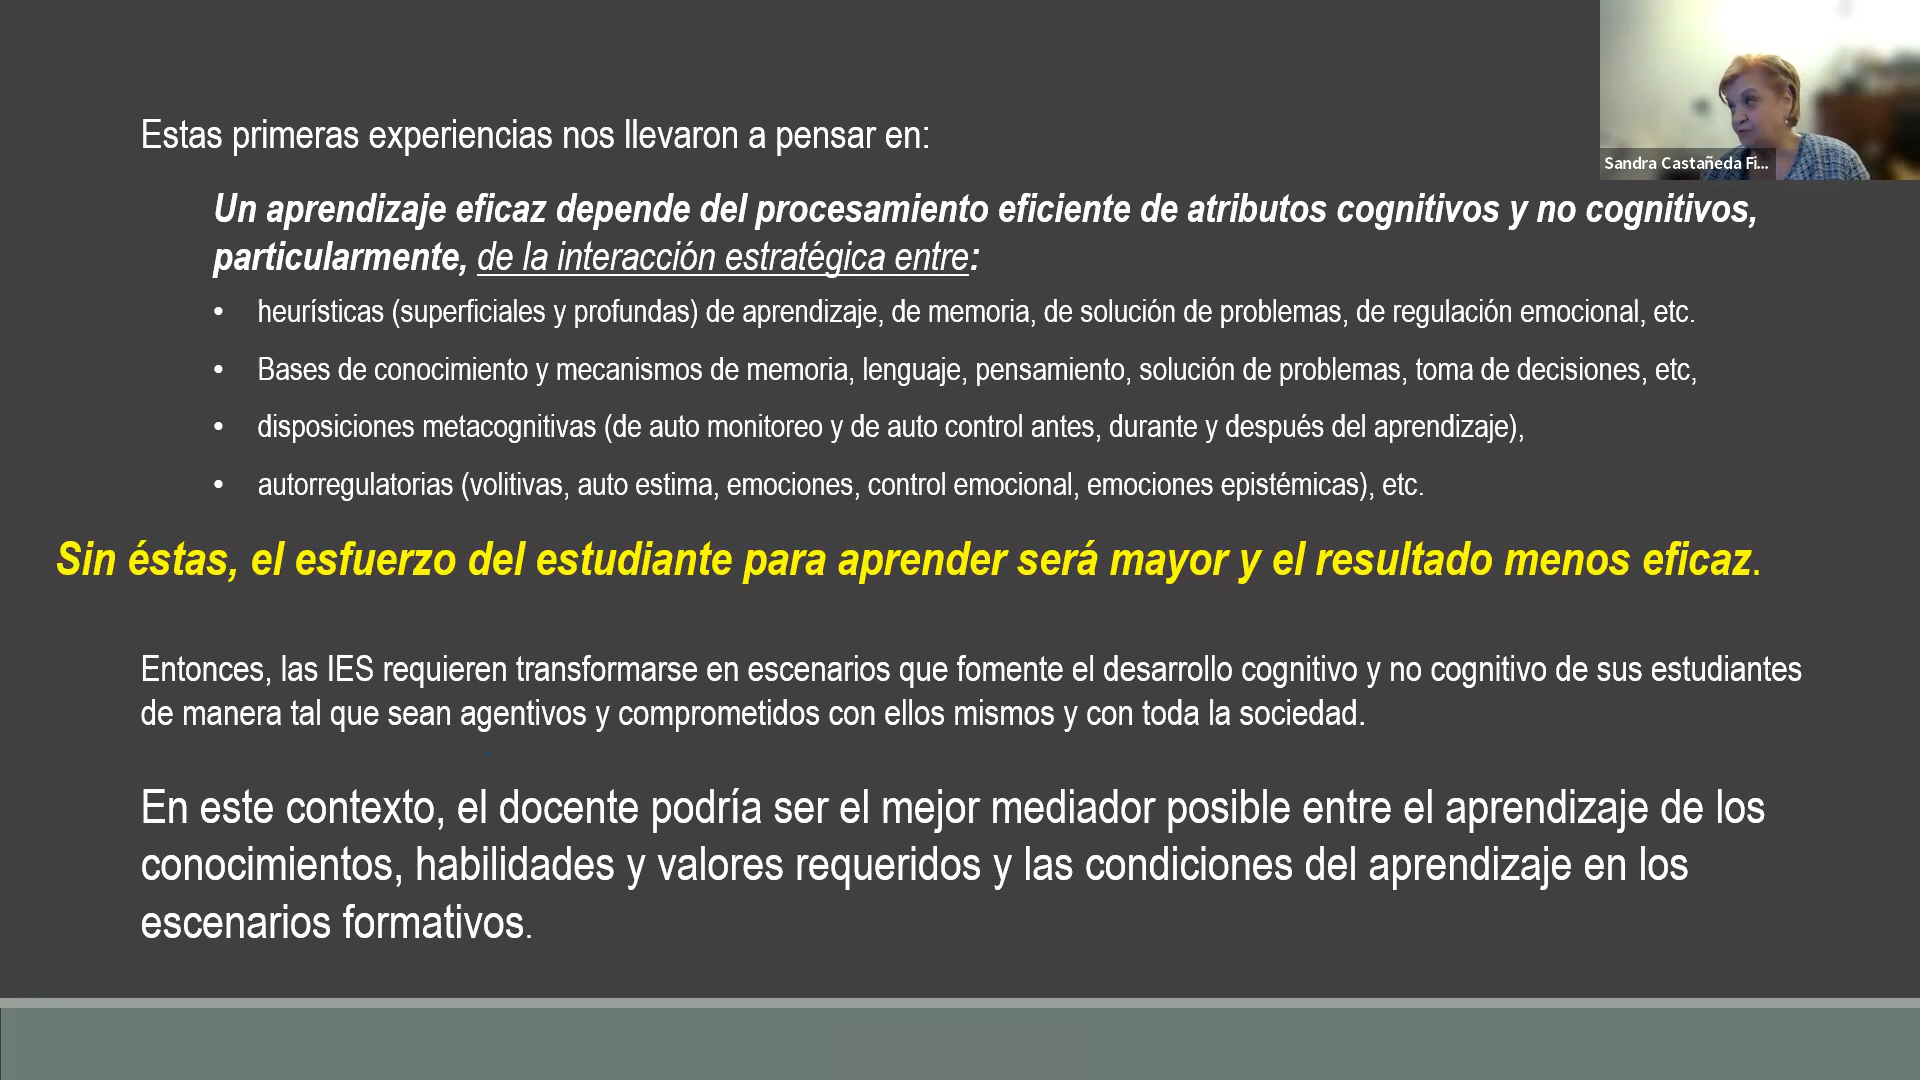 Estas primeras experiencias nos llevaron a pensar en:
Sandra Castañeda Fi...
Un aprendizaje eficaz depende del procesamiento eficiente de atributos cognitivos y no cognitivos,
particularmente, de la interacción estratégica entre:
• heurísticas (superficiales y profundas) de aprendizaje, de memoria, de solución de problemas, de regulación emocional, etc.
• Bases de conocimiento y mecanismos de memoria, lenguaje, pensamiento, solución de problemas, toma de decisiones, etc,
• disposiciones metacognitivas (de auto monitoreo y de auto control antes, durante y después del aprendizaje),
• autorregulatorias (volitivas, auto estima, emociones, control emocional, emociones epistémicas), etc.
Sin éstas, el esfuerzo del estudiante para aprender será mayor y el resultado menos eficaz.
Entonces, las IES requieren transformarse en escenarios que fomente el desarrollo cognitivo y no cognitivo de sus estudiantes
de manera tal que sean agentivos y comprometidos con ellos mismos y con toda la sociedad.
En este contexto, el docente podría ser el mejor mediador posible entre el aprendizaje de los
conocimientos, habilidades y valores requeridos y las condiciones del aprendizaje en los
escenarios formativos.